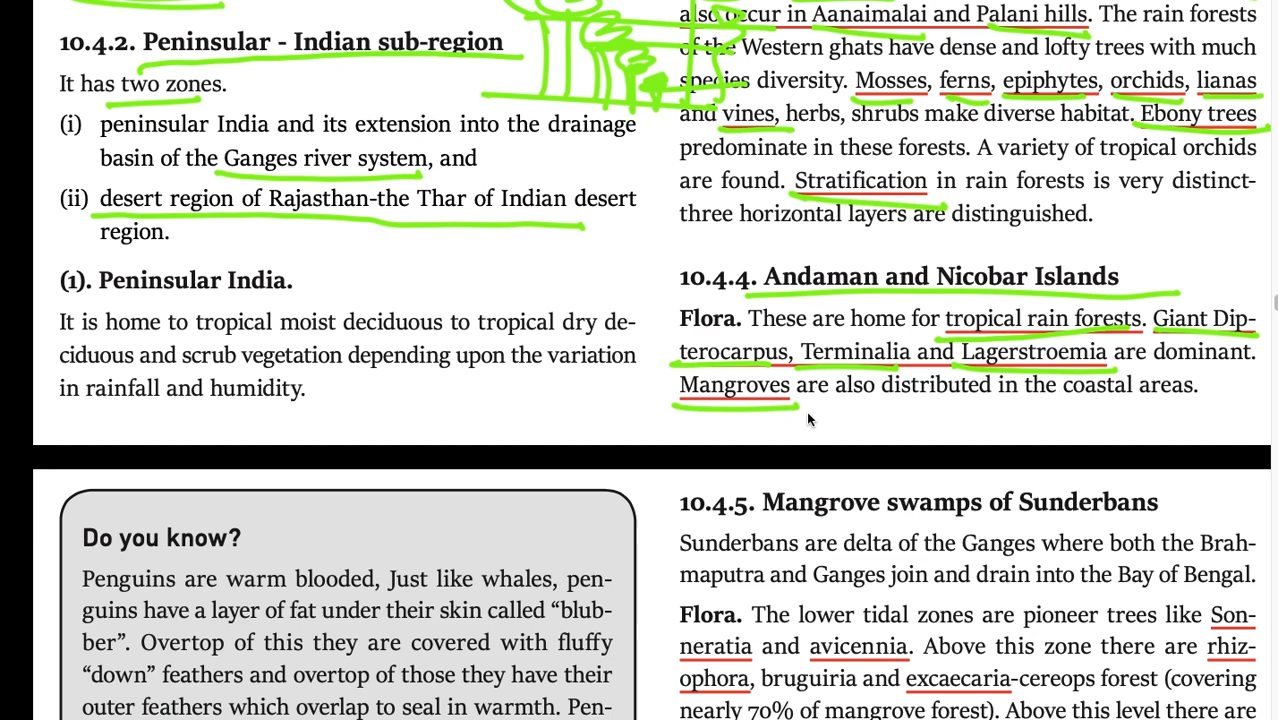 10.4.2. Peninsular - Indian sub-region
It has two zones.
(i) peninsular India and its extension into the drainage
basin of the Ganges river system, and
(ii) desert region of Rajasthan-the Thar of Indian desert
region.
(1). Peninsular India.
It is home to tropical moist deciduous to tropical dry de-
ciduous and scrub vegetation depending upon the variation
in rainfall and humidity.
also occur in Aanaimalai and Palani hills. The rain forests
of the Western ghats have dense and lofty trees with much
species diversity. Mosses, ferns, epiphytes, orchids, lianas
and vines, herbs, shrubs make diverse habitat. Ebony trees
predominate in these forests. A variety of tropical orchids
are found. Stratification in rain forests is very distinct-
three horizontal layers are distinguished.
10.4.4. Andaman and Nicobar Islands
Flora. These are home for tropical rain forests. Giant Dip-
terocarpus, Terminalia and Lagerstroemia are dominant.
Mangroves are also distributed in the coastal areas.
Do you know?
Penguins are warm blooded, Just like whales, pen-
guins have a layer of fat under their skin called “blub-
ber”. Overtop of this they are covered with fluffy
“down” feathers and overtop of those they have their
outer feathers which overlap to seal in warmth. Pen-
10.4.5. Mangrove swamps of Sunderbans
Sunderbans are delta of the Ganges where both the Brah-
maputra and Ganges join and drain into the Bay of Bengal.
Flora. The lower tidal zones are pioneer trees like Son-
neratia and avicennia. Above this zone there are rhiz-
ophora, bruguiria and excaecaria-cereops forest (covering
nearly 70% of mangrove forest). Above this level there are